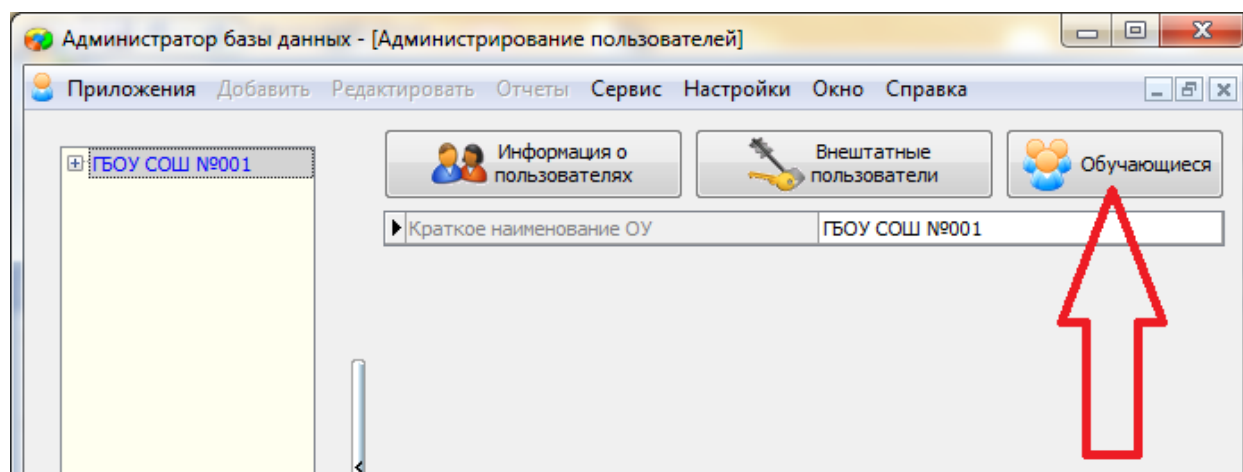 Администратор базы данных - [Администрирование пользователей]
Приложения Добавить Редактировать Отчеты Сервис Настройки Окно Справка
ГБОУ СОШ №001
Информация о
пользователях
Внештатные
пользователи
Обучающиеся
Краткое наименование ОУ
ГБОУ СОШ №001